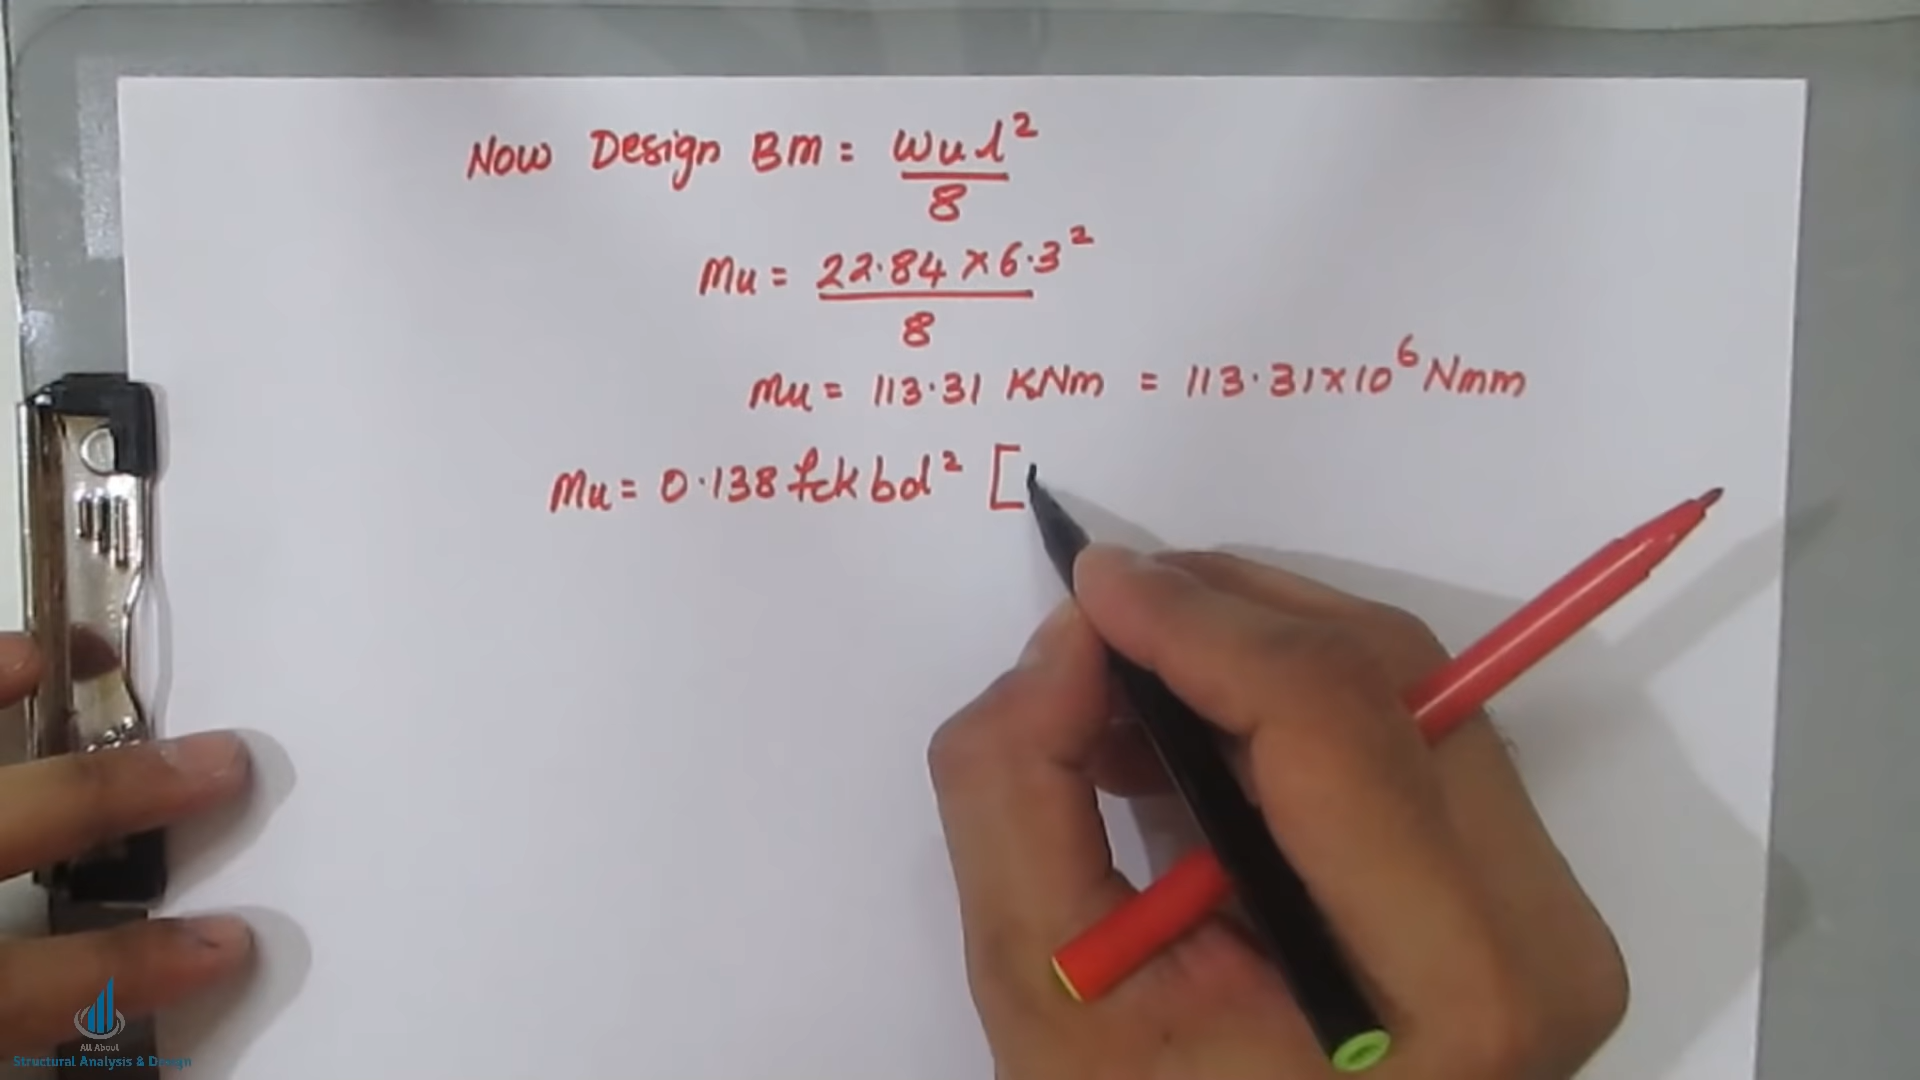 Now Design BM = wul²
8
Mu = 22.84 × 6.3²
8
Mu = 113.31 KNm = 113.31×10⁶ Nmm
Mu = 0.138 fck bd² [
All About
Structural Analysis & Design